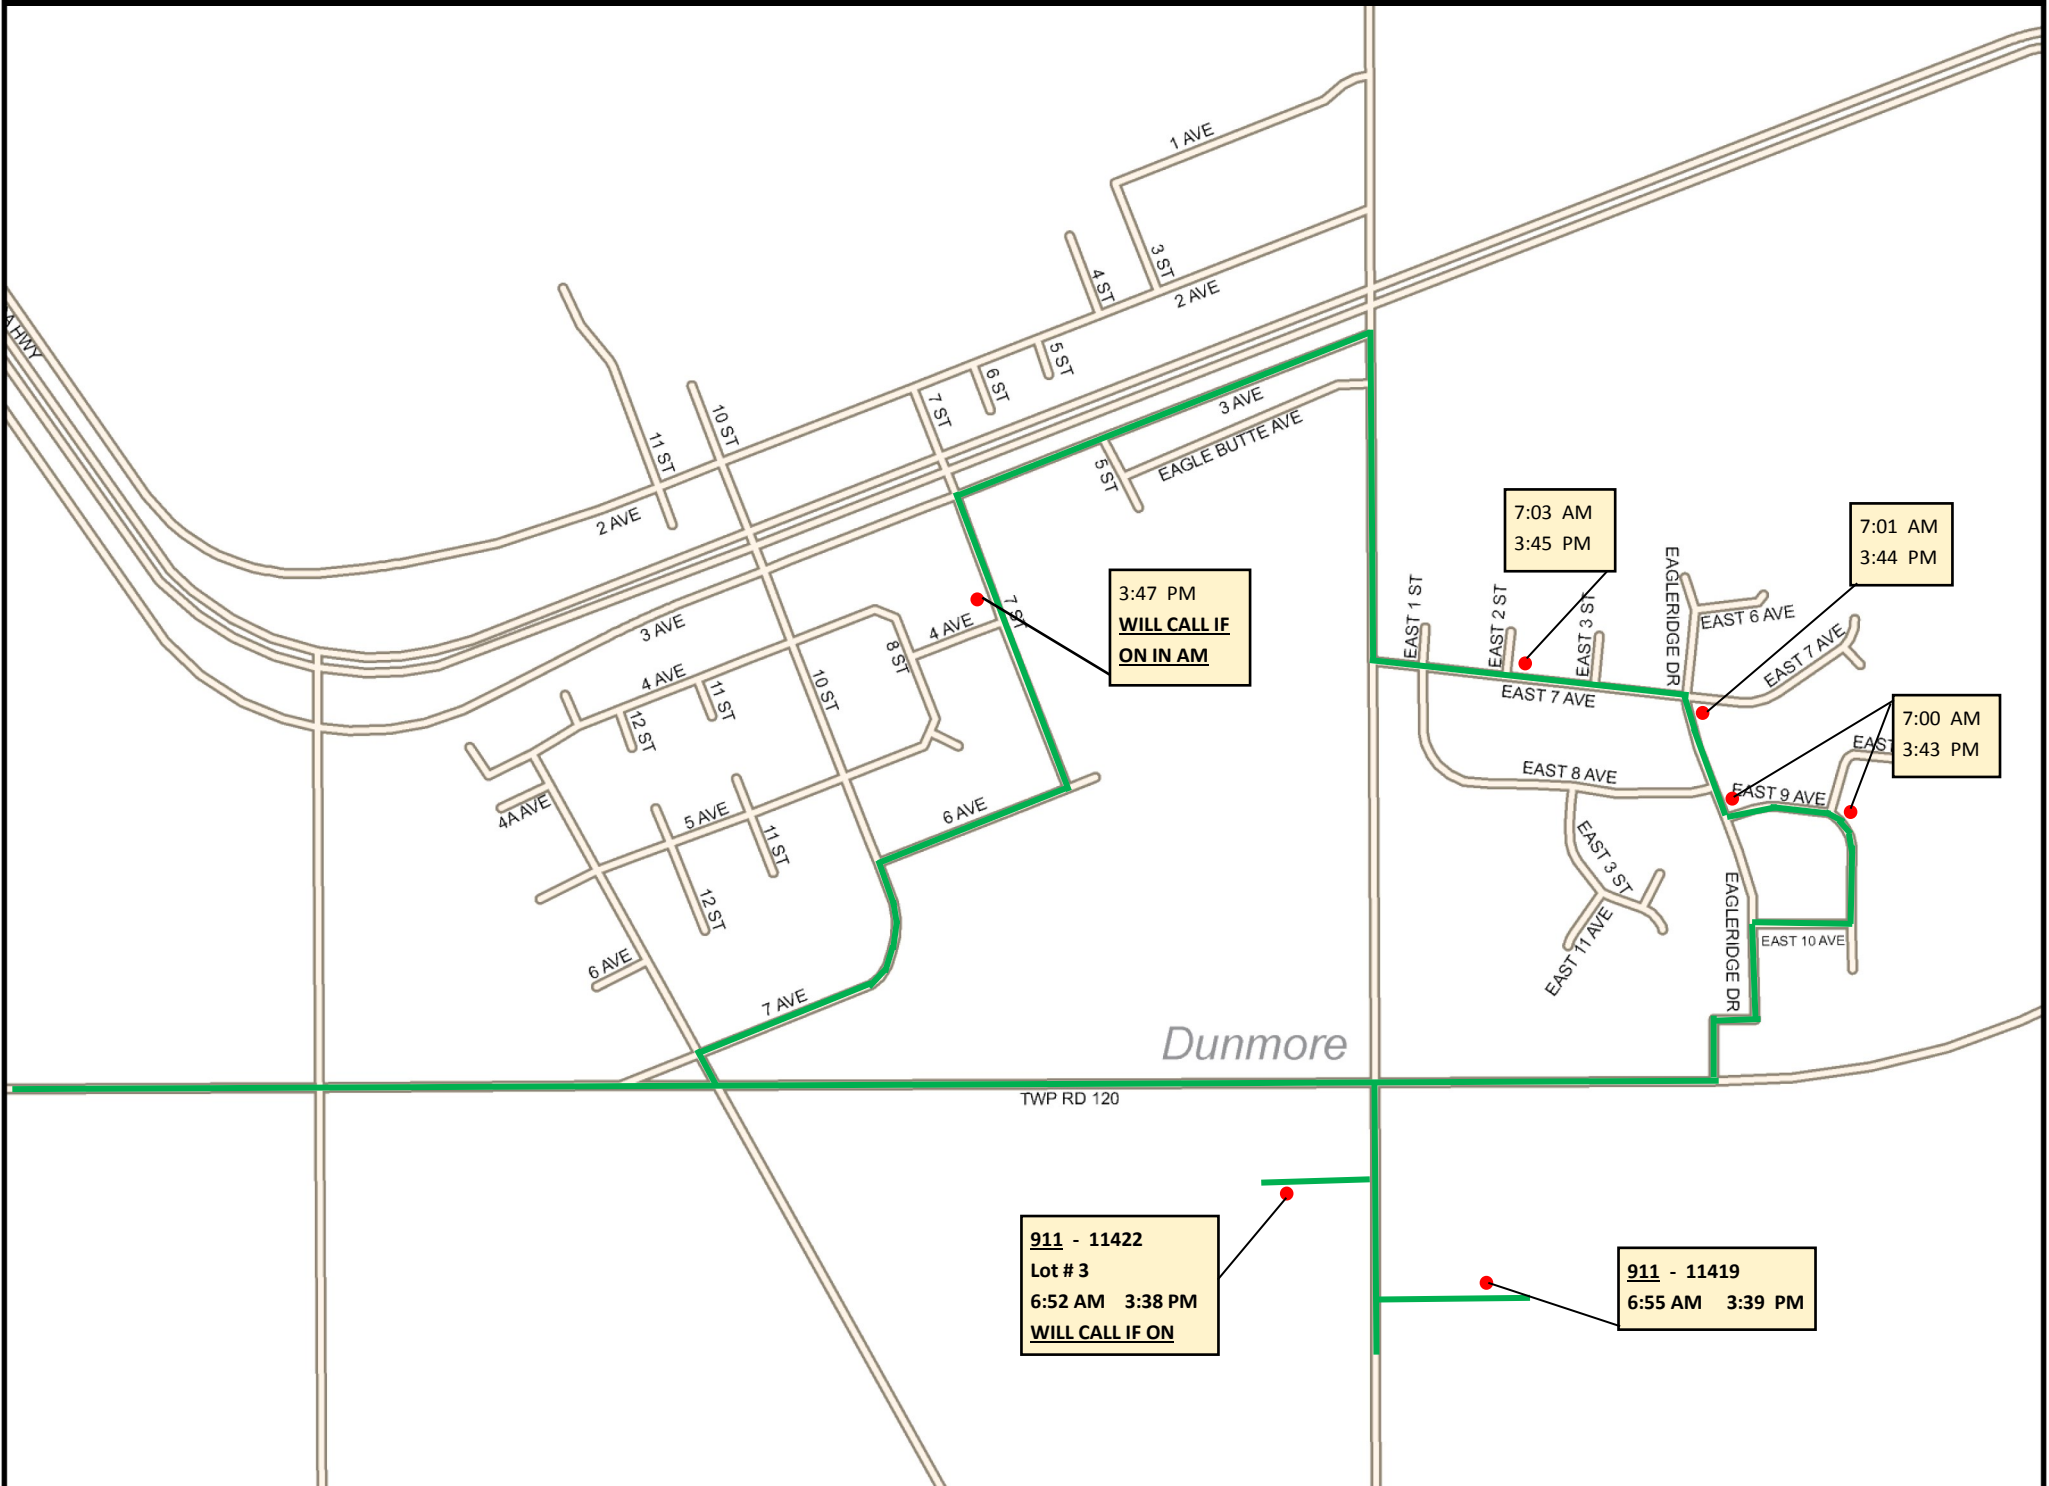 1 AVE
3 ST
4 ST
2 AVE
A HWY
5 ST
6 ST
7 ST
10 ST
11 ST
3 AVE
EAGLE BUTTE AVE
5 ST
2 AVE
7:03 AM
3:45 PM
7:01 AM
3:44 PM
3:47 PM
WILL CALL IF
ON IN AM
7 ST
3 AVE
4 AVE
8 ST
4 AVE
10 ST
11 ST
12 ST
EAST 1 ST
EAST 2 ST
EAST 3 ST
EAGLERIDGE DR
EAST 6 AVE
EAST 7 AVE
EAST 7 AVE
7:00 AM
3:43 PM
EAST
EAST 8 AVE
EAST 9 AVE
4A AVE
5 AVE
6 AVE
11 ST
12 ST
EAST 3 ST
EAST 11 AVE
EAGLERIDGE DR
EAST 10 AVE
6 AVE
7 AVE
Dunmore
TWP RD 120
911 - 11422
Lot # 3
6:52 AM 3:38 PM
WILL CALL IF ON
911 - 11419
6:55 AM 3:39 PM